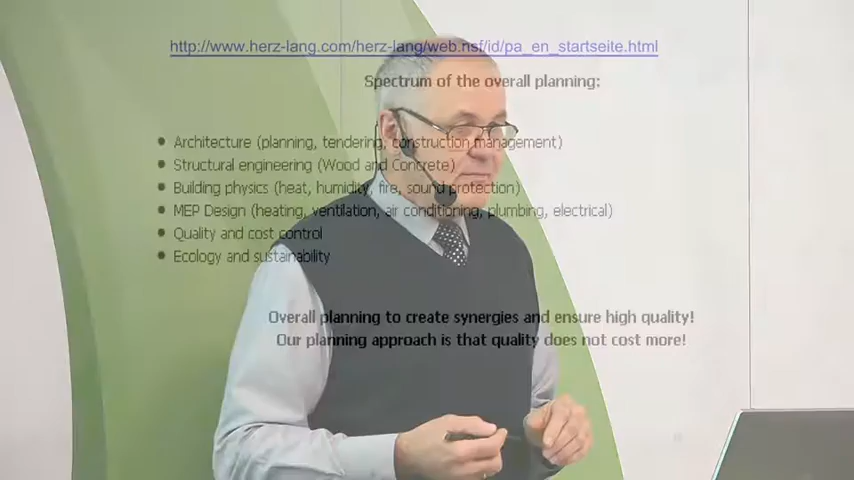 http://www.herz-lang.com/herz-lang/web.nsf/id/pa_en_startseite.html
Spectrum of the overall planning:
• Architecture (planning, tendering, construction management)
• Structural engineering (Wood and Concrete)
• Building physics (heat, humidity, fire, sound protection)
• MEP Design (heating, ventilation, air conditioning, plumbing, electrical)
• Quality and cost control
• Ecology and sustainability
Overall planning to create synergies and ensure high quality!
Our planning approach is that quality does not cost more!